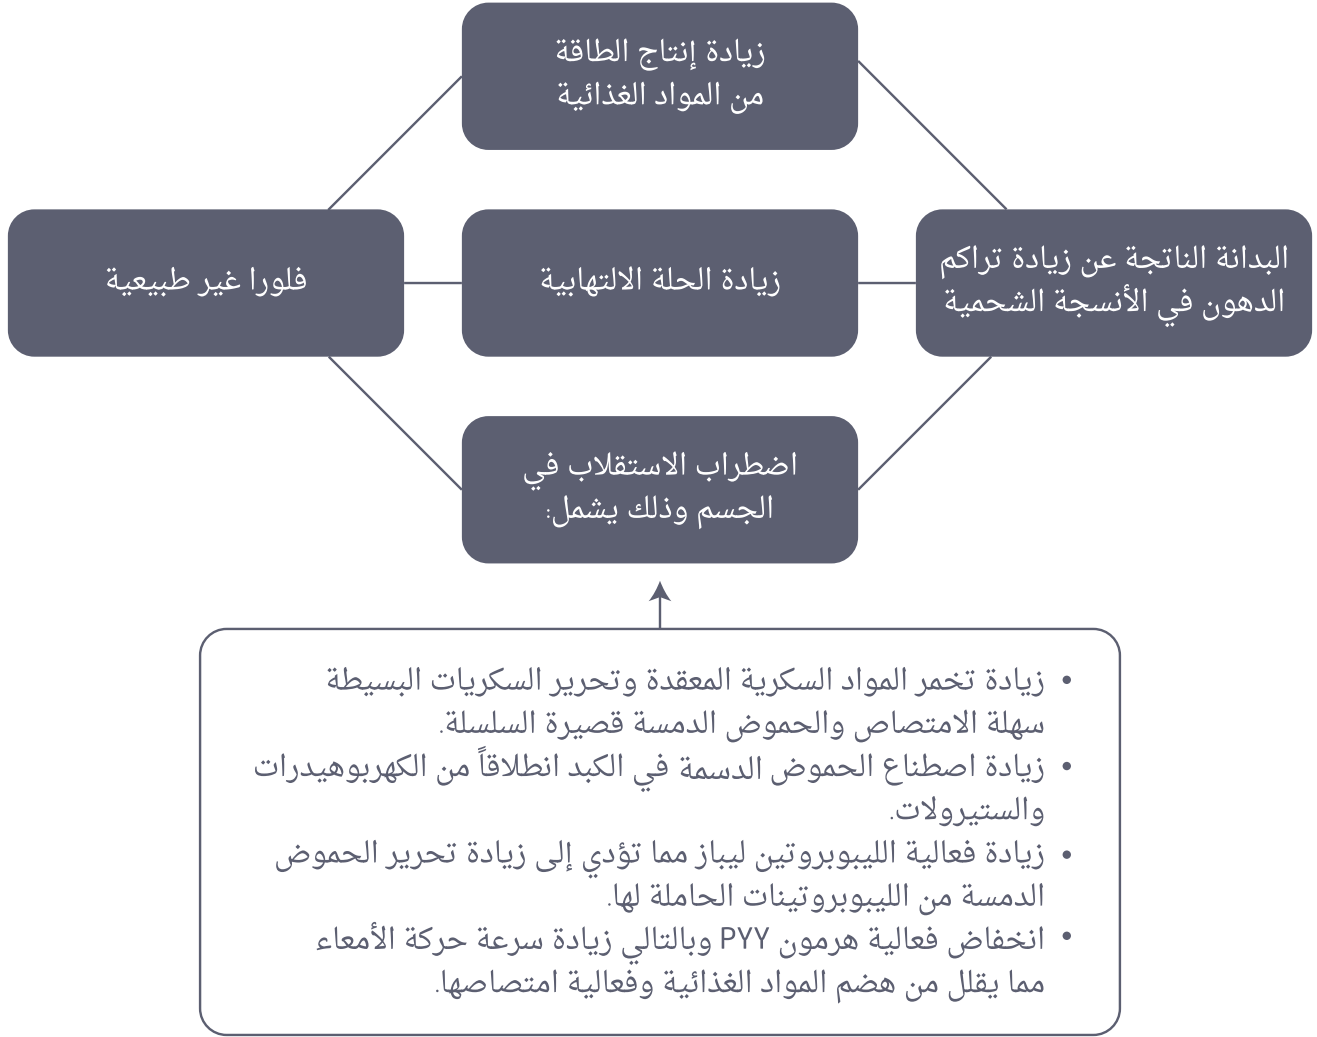 زيادة إنتاج الطاقة
من المواد الغذائية
البدانة الناتجة عن زيادة تراكم
الدهون في الأنسجة الشحمية
زيادة الحلة الالتهابية
فلورا غير طبيعية
اضطراب الاستقلاب في
الجسم وذلك يشمل:
• زيادة تخمر المواد السكرية المعقدة وتحرير السكريات البسيطة
سهلة الامتصاص والحموض الدمسة قصيرة السلسلة.
• زيادة اصطناع الحموض الدسمة في الكبد انطلاقاً من الكهربوهيدرات
والستيرولات.
• زيادة فعالية الليبوبروتين ليباز مما تؤدي إلى زيادة تحرير الحموض
الدمسة من الليبوبروتينات الحاملة لها.
• انخفاض فعالية هرمون PYY وبالتالي زيادة سرعة حركة الأمعاء
مما يقلل من هضم المواد الغذائية وفعالية امتصاصها.